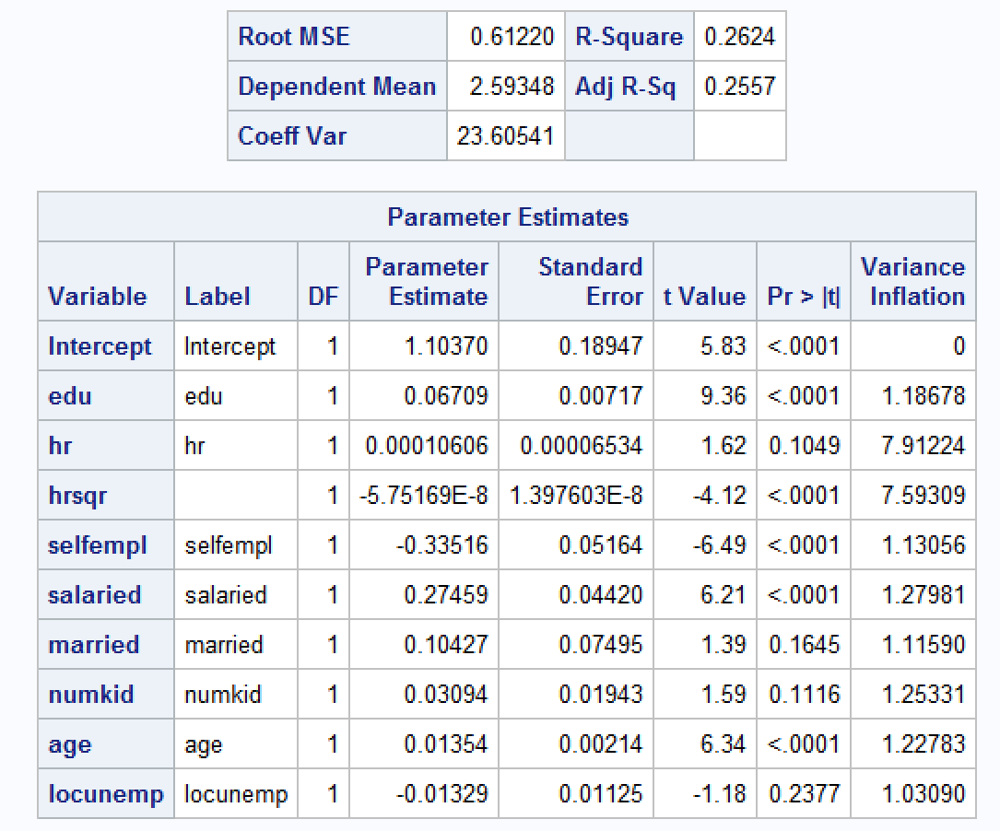 Root MSE 0.61220 R-Square 0.2624
Dependent Mean 2.59348 Adj R-Sq 0.2557
Coeff Var 23.60541
Parameter Estimates
Variable Label DF Parameter Estimate Standard Error t Value Pr > |t| Variance Inflation
Intercept Intercept 1 1.10370 0.18947 5.83 <.0001 0
edu edu 1 0.06709 0.00717 9.36 <.0001 1.18678
hr hr 1 0.00010606 0.00006534 1.62 0.1049 7.91224
hrsqr 1 -5.75169E-8 1.397603E-8 -4.12 <.0001 7.59309
selfempl selfempl 1 -0.33516 0.05164 -6.49 <.0001 1.13056
salaried salaried 1 0.27459 0.04420 6.21 <.0001 1.27981
married married 1 0.10427 0.07495 1.39 0.1645 1.11590
numkid numkid 1 0.03094 0.01943 1.59 0.1116 1.25331
age age 1 0.01354 0.00214 6.34 <.0001 1.22783
locunemp locunemp 1 -0.01329 0.01125 -1.18 0.2377 1.03090